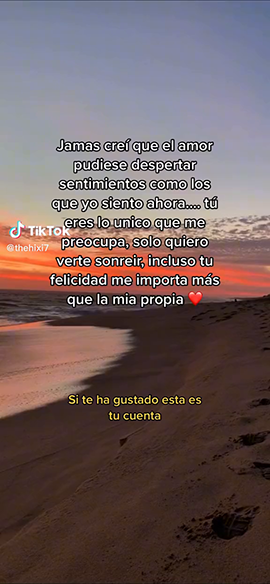 Jamas creí que el amor
pudiese despertar
sentimientos como los
que yo siento ahora.... tú
eres lo unico que me
preocupa, solo quiero
verte sonreir, incluso tu
felicidad me importa más
que la mia propia ❤️
TikTok
@thehlxl7
Si te ha gustado esta es
tu cuenta